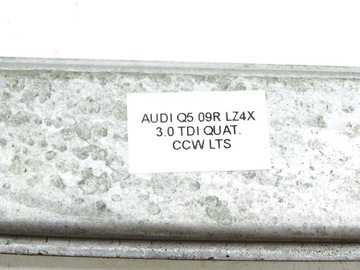 AUDI Q5 09R LZ4X
3.0 TDI QUAT.
CCW LTS